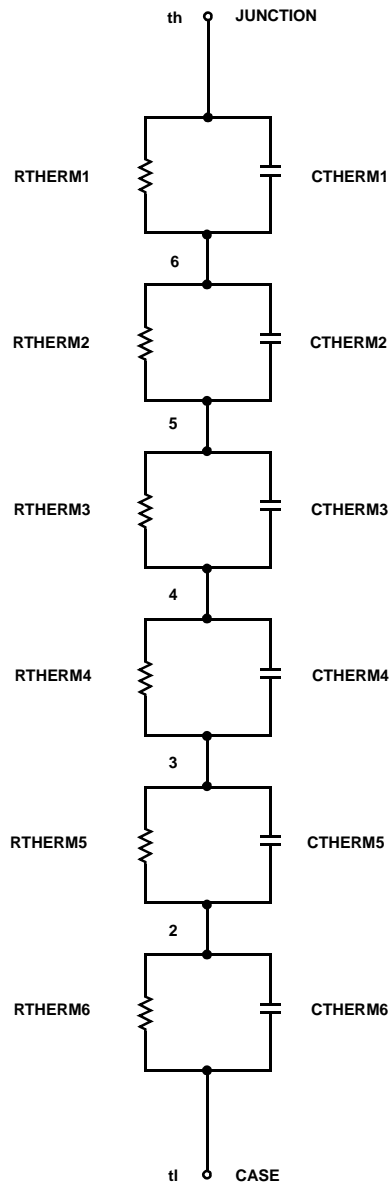 th JUNCTION
RTHERM1 CTHERM1
6
RTHERM2 CTHERM2
5
RTHERM3 CTHERM3
4
RTHERM4 CTHERM4
3
RTHERM5 CTHERM5
2
RTHERM6 CTHERM6
tl CASE